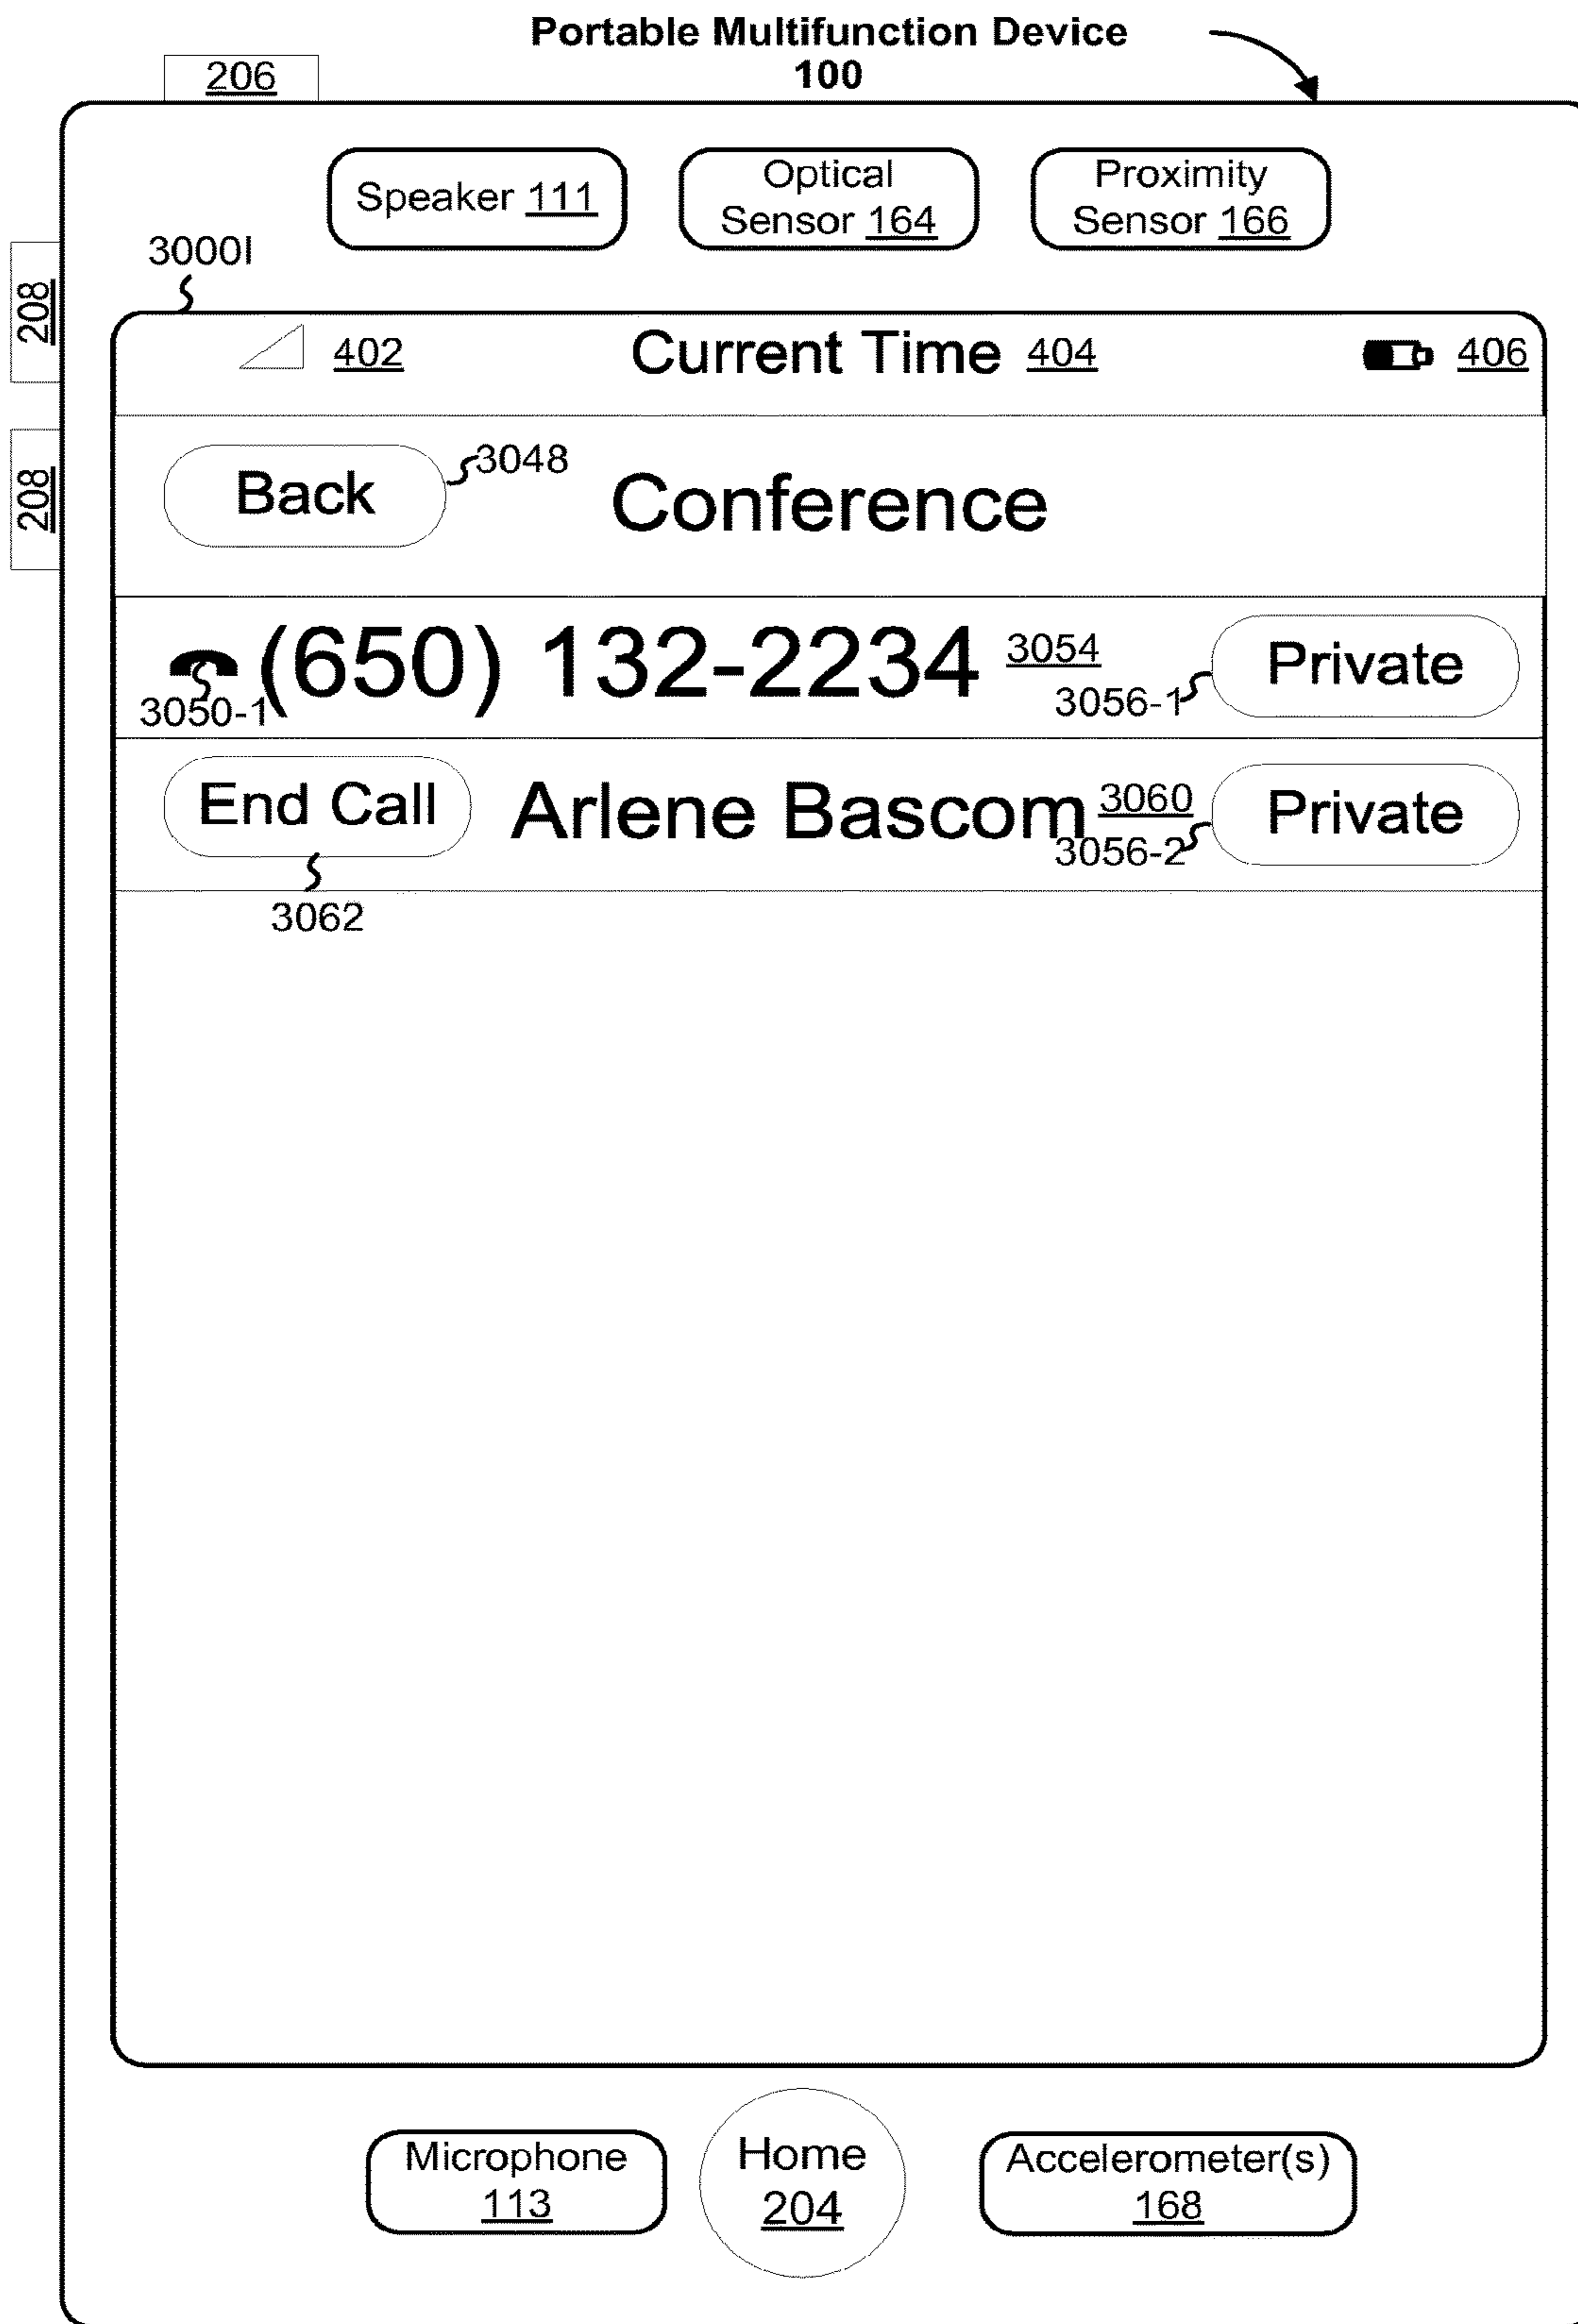 Portable Multifunction Device
100
206
Speaker 111
Optical
Sensor 164
Proximity
Sensor 166
3000I
208
402
Current Time 404
406
Back
3048
Conference
208
(650) 132-2234
3054
Private
3050-1
3056-1
End Call
Arlene Bascom
3060
Private
3056-2
3062
Microphone
113
Home
204
Accelerometer(s)
168